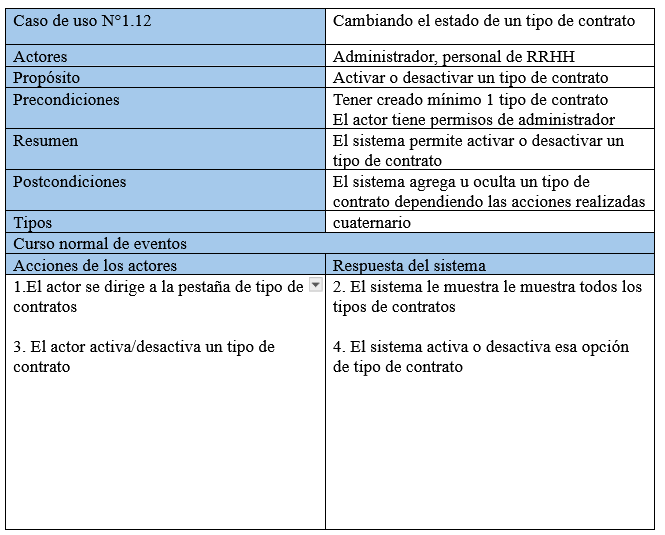 Caso de uso N°1.12
Cambiando el estado de un tipo de contrato
Actores
Administrador, personal de RRHH
Propósito
Activar o desactivar un tipo de contrato
Precondiciones
Tener creado mínimo 1 tipo de contrato
El actor tiene permisos de administrador
Resumen
El sistema permite activar o desactivar un
tipo de contrato
Postcondiciones
El sistema agrega u oculta un tipo de
contrato dependiendo las acciones realizadas
Tipos
cuaternario
Curso normal de eventos
Acciones de los actores
Respuesta del sistema
1.El actor se dirige a la pestaña de tipo de
contratos
2. El sistema le muestra le muestra todos los
tipos de contratos
3. El actor activa/desactiva un tipo de
contrato
4. El sistema activa o desactiva esa opción
de tipo de contrato